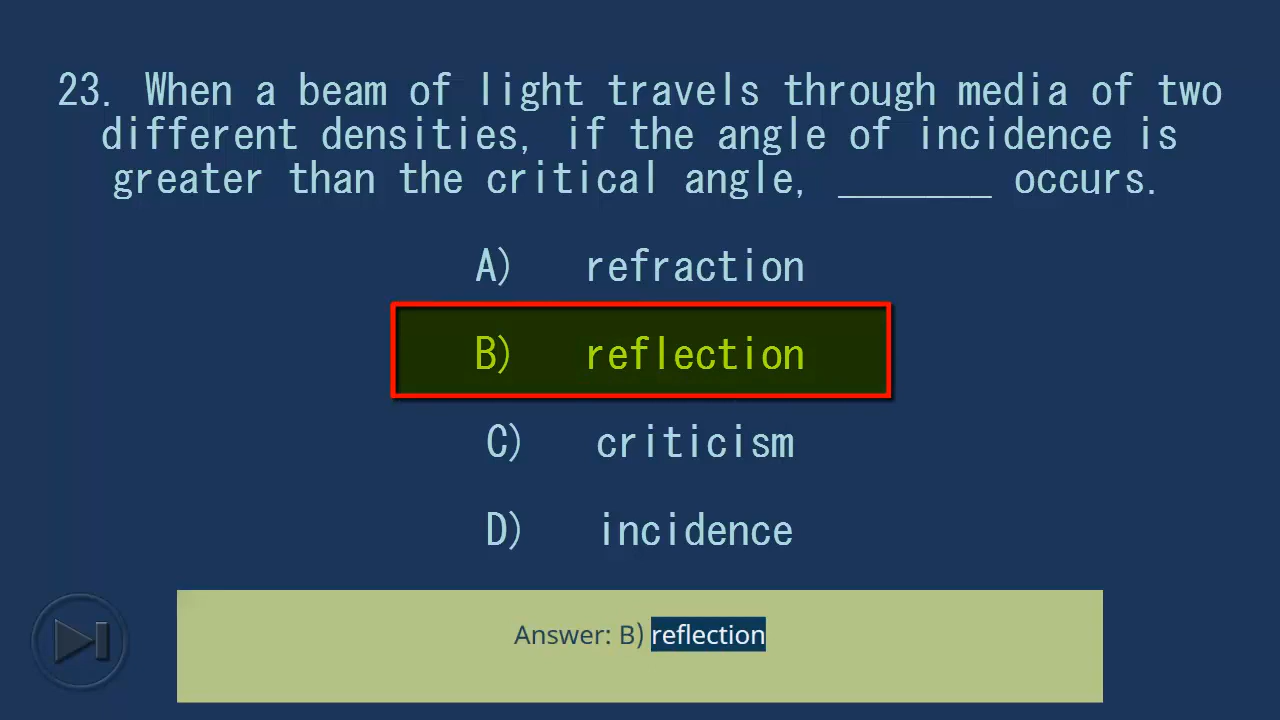 23. When a beam of light travels through media of two
different densities, if the angle of incidence is
greater than the critical angle, _______ occurs.
A) refraction
B) reflection
C) criticism
D) incidence
Answer: B) reflection